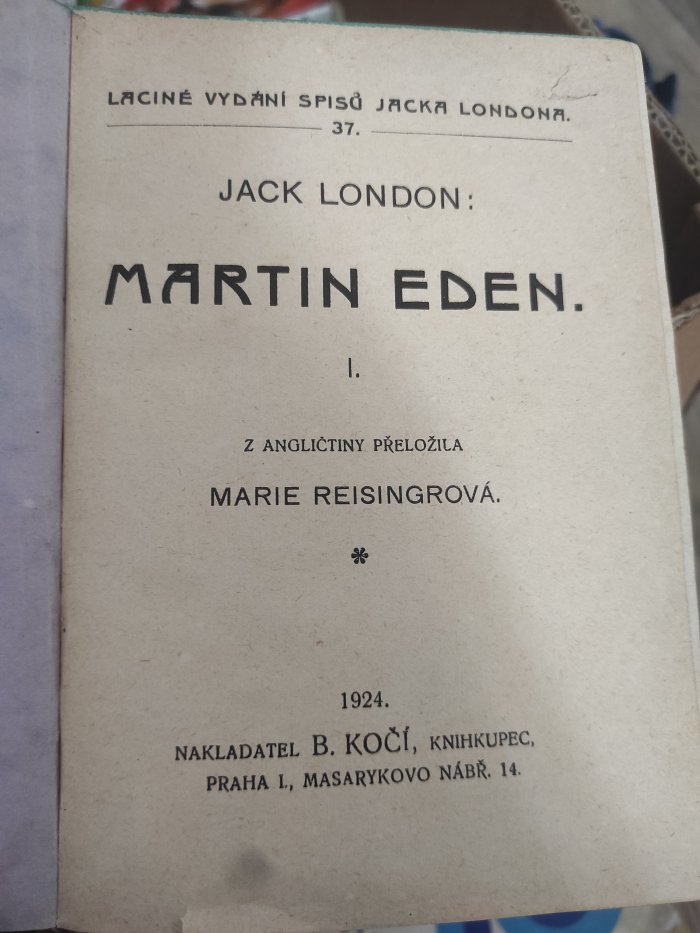 LACINÉ VYDÁNÍ SPISŮ JACKA LONDONA.
37.
JACK LONDON:
MARTIN EDEN.
I.
Z ANGLIČTINY PŘELOŽILA
MARIE REISINGROVÁ.
*
1924.
NAKLADATEL B. KOČÍ, KNIHKUPEC,
PRAHA I., MASARYKOVO NÁBŘ. 14.